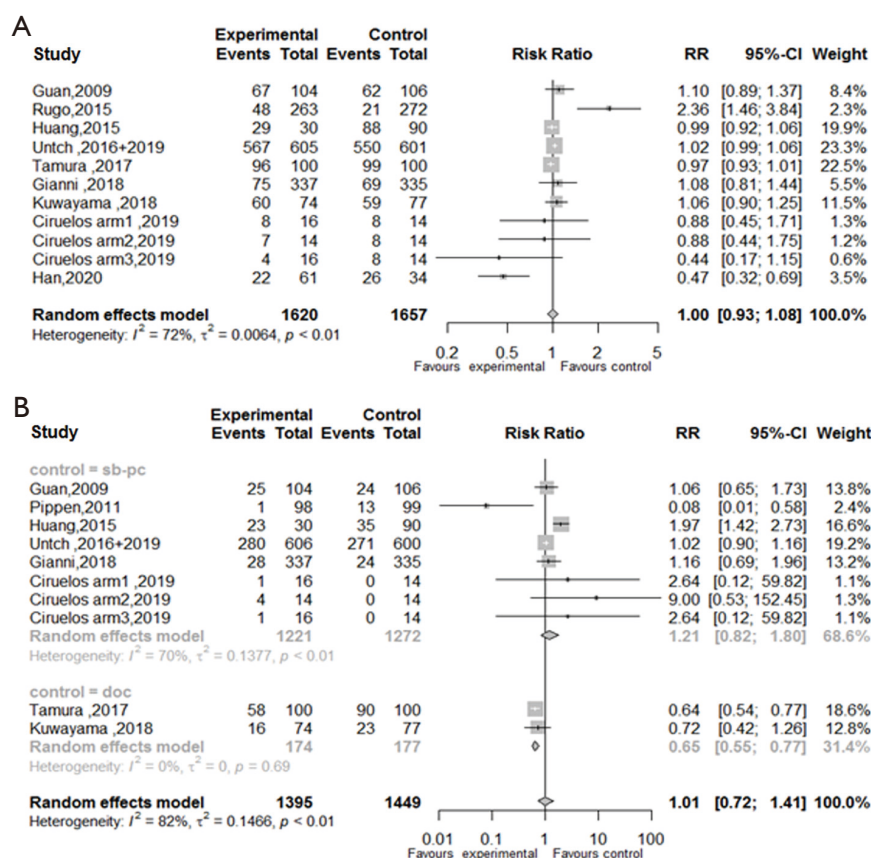 A
Experimental Control
Study Events Total Events Total Risk Ratio RR 95%-CI Weight
Guan,2009 67 104 62 106 1.10 [0.89; 1.37] 8.4%
Rugo,2015 48 263 21 272 2.36 [1.46; 3.84] 2.3%
Huang,2015 29 30 88 90 0.99 [0.92; 1.06] 19.9%
Untch ,2016+2019 567 605 550 601 1.02 [0.99; 1.06] 23.3%
Tamura ,2017 96 100 99 100 0.97 [0.93; 1.01] 22.5%
Gianni ,2018 75 337 69 335 1.08 [0.81; 1.44] 5.5%
Kuwayama ,2018 60 74 59 77 1.06 [0.90; 1.25] 11.5%
Ciruelos arm1 ,2019 8 16 8 14 0.88 [0.45; 1.71] 1.3%
Ciruelos arm2,2019 7 14 8 14 0.88 [0.44; 1.75] 1.2%
Ciruelos arm3,2019 4 16 8 14 0.44 [0.17; 1.15] 0.6%
Han,2020 22 61 26 34 0.47 [0.32; 0.69] 3.5%
Random effects model 1620 1657 1.00 [0.93; 1.08] 100.0%
Heterogeneity: I² = 72%, τ² = 0.0064, p < 0.01
0.2 0.5 1 2 5
Favours experimental Favours control
B
Experimental Control
Study Events Total Events Total Risk Ratio RR 95%-CI Weight
control = sb-pc
Guan,2009 25 104 24 106 1.06 [0.65; 1.73] 13.8%
Pippen,2011 1 98 13 99 0.08 [0.01; 0.58] 2.4%
Huang,2015 23 30 35 90 1.97 [1.42; 2.73] 16.6%
Untch ,2016+2019 280 606 271 600 1.02 [0.90; 1.16] 19.2%
Gianni,2018 28 337 24 335 1.16 [0.69; 1.96] 13.2%
Ciruelos arm1 ,2019 1 16 0 14 2.64 [0.12; 59.82] 1.1%
Ciruelos arm2,2019 4 14 0 14 9.00 [0.53; 152.45] 1.3%
Ciruelos arm3,2019 1 16 0 14 2.64 [0.12; 59.82] 1.1%
Random effects model 1221 1272 1.21 [0.82; 1.80] 68.6%
Heterogeneity: I² = 70%, τ² = 0.1377, p < 0.01
control = doc
Tamura ,2017 58 100 90 100 0.64 [0.54; 0.77] 18.6%
Kuwayama ,2018 16 74 23 77 0.72 [0.42; 1.26] 12.8%
Random effects model 174 177 0.65 [0.55; 0.77] 31.4%
Heterogeneity: I² = 0%, τ² = 0, p = 0.69
Random effects model 1395 1449 1.01 [0.72; 1.41] 100.0%
Heterogeneity: I² = 82%, τ² = 0.1466, p < 0.01
0.01 0.1 1 10 100
Favours experimental Favours control